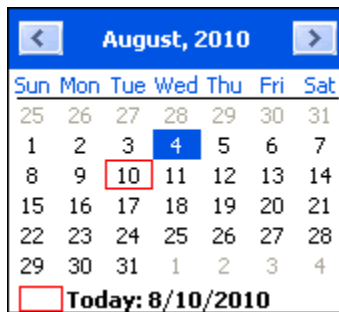 August, 2010
Sun Mon Tue Wed Thu Fri Sat
25 26 27 28 29 30 31
1 2 3 4 5 6 7
8 9 10 11 12 13 14
15 16 17 18 19 20 21
22 23 24 25 26 27 28
29 30 31 1 2 3 4
Today: 8/10/2010